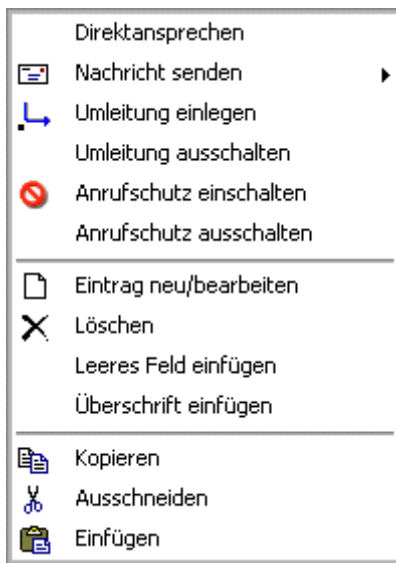 Direktansprechen
Nachricht senden
Umleitung einlegen
Umleitung ausschalten
Anrufschutz einschalten
Anrufschutz ausschalten
Eintrag neu/bearbeiten
Löschen
Leeres Feld einfügen
Überschrift einfügen
Kopieren
Ausschneiden
Einfügen